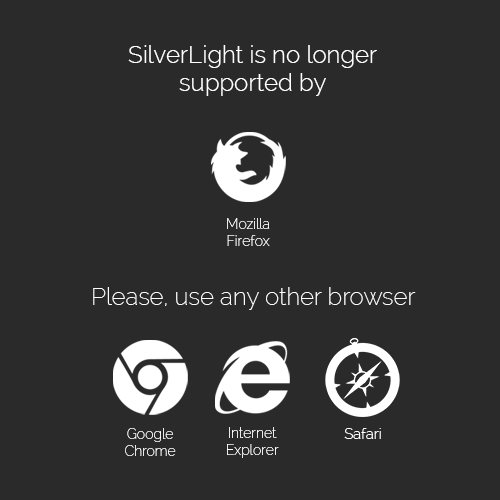 SilverLight is no longer
supported by
Mozilla
Firefox
Please, use any other browser
Google
Chrome
Internet
Explorer
Safari